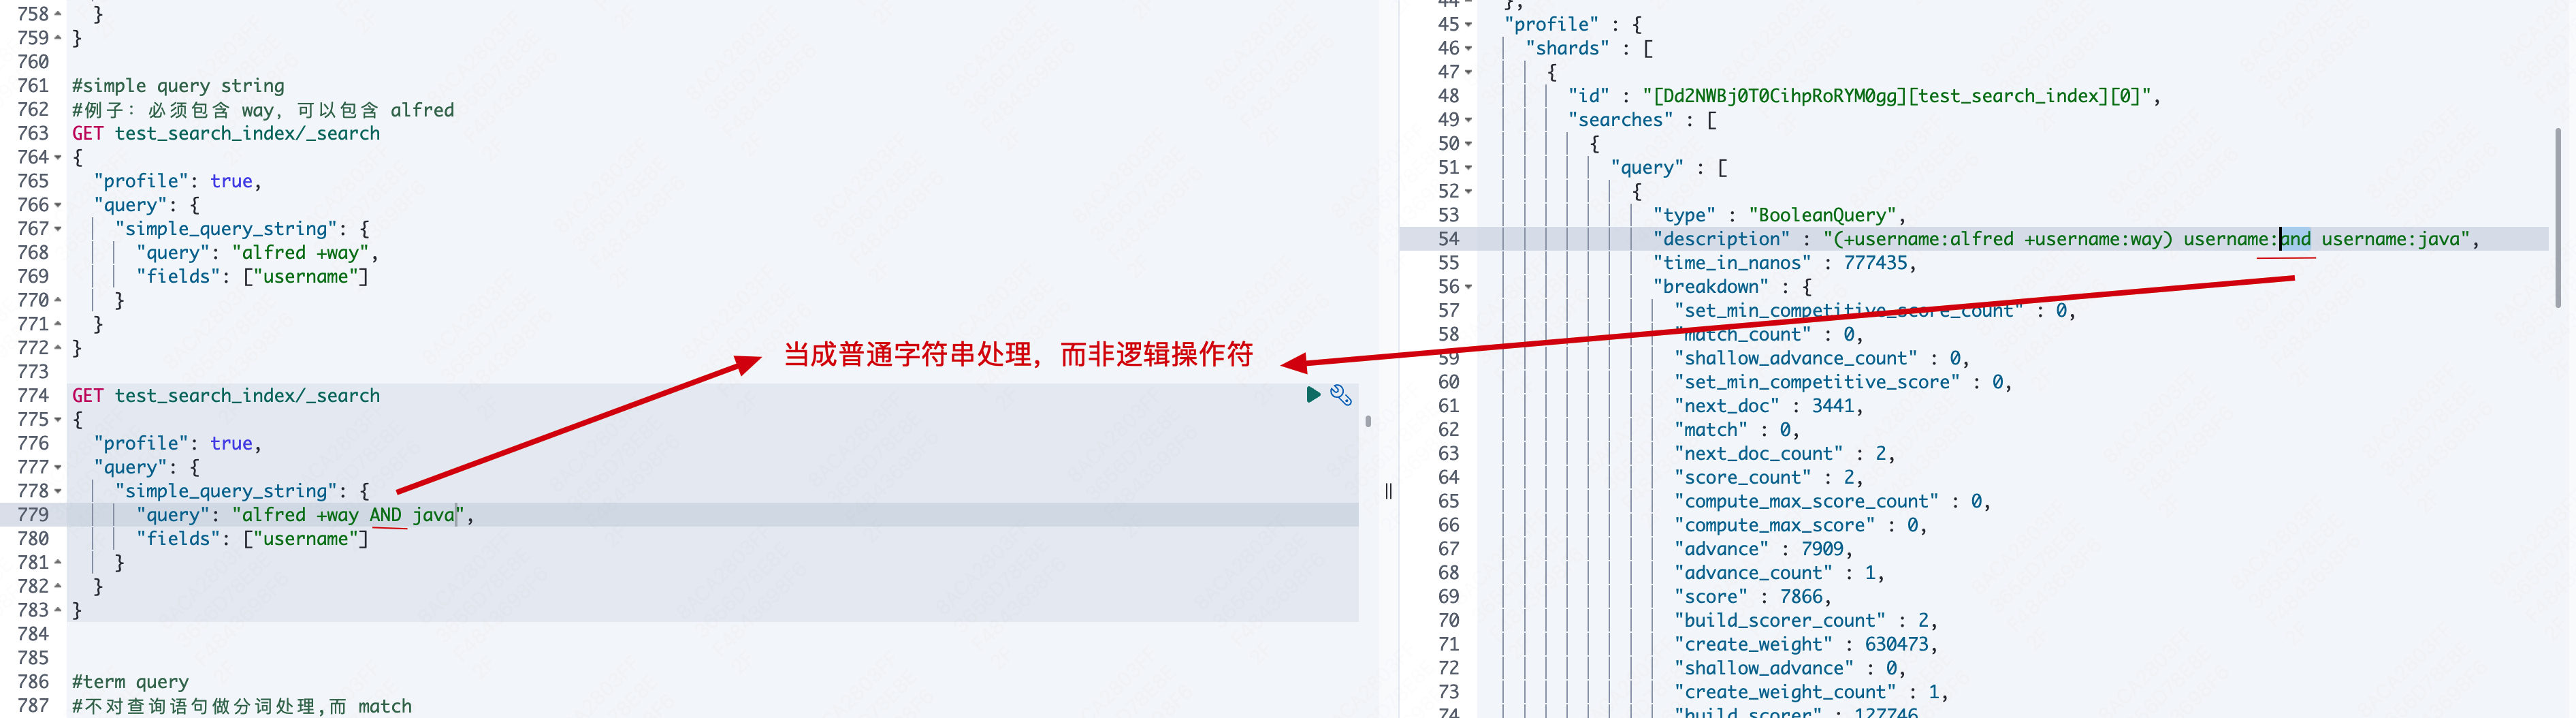 758 }
759 }
760
761 #simple query string
762 #例子：必须包含 way，可以包含 alfred
763 GET test_search_index/_search
764 {
765 "profile": true,
766 "query": {
767 "simple_query_string": {
768 "query": "alfred +way",
769 "fields": ["username"]
770 }
771 }
772 }
773
774 GET test_search_index/_search
775 {
776 "profile": true,
777 "query": {
778 "simple_query_string": {
779 "query": "alfred +way AND java",
780 "fields": ["username"]
781 }
782 }
783 }
784
785
786 #term query
787 #不对查询语句做分词处理,而 match
当成普通字符串处理，而非逻辑操作符
44 },
45 "profile" : {
46 "shards" : [
47 {
48 "id" : "[Dd2NWBj0T0CihpRoRYM0gg][test_search_index][0]",
49 "searches" : [
50 {
51 "query" : [
52 {
53 "type" : "BooleanQuery",
54 "description" : "(+username:alfred +username:way) username:and username:java",
55 "time_in_nanos" : 777435,
56 "breakdown" : {
57 "set_min_competitive_score_count" : 0,
58 "match_count" : 0,
59 "shallow_advance_count" : 0,
60 "set_min_competitive_score" : 0,
61 "next_doc" : 3441,
62 "match" : 0,
63 "next_doc_count" : 2,
64 "score_count" : 2,
65 "compute_max_score_count" : 0,
66 "compute_max_score" : 0,
67 "advance" : 7909,
68 "advance_count" : 1,
69 "score" : 7866,
70 "build_scorer_count" : 2,
71 "create_weight" : 630473,
72 "shallow_advance" : 0,
73 "create_weight_count" : 1,
74 "build_scorer" : 127746